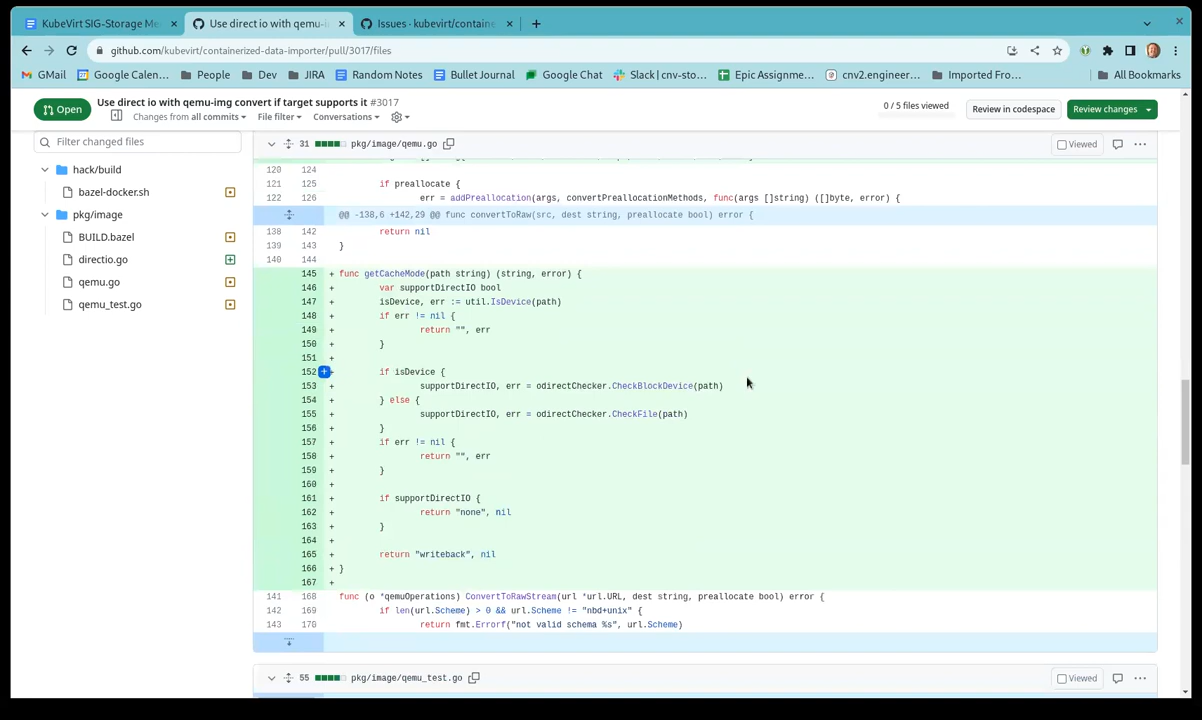 KubeVirt SIG-Storage Me
Use direct io with qemu-i
Issues · kubevirt/containe
github.com/kubevirt/containerized-data-importer/pull/3017/files
GMail
Google Calen...
People
Dev
JIRA
Random Notes
Bullet Journal
Google Chat
Slack | cnv-sto...
Epic Assignme...
cnv2.engineer...
Imported Fro...
All Bookmarks
Open
Use direct io with qemu-img convert if target supports it #3017
Changes from all commits
File filter
Conversations
0 / 5 files viewed
Review in codespace
Review changes
Filter changed files
hack/build
bazel-docker.sh
pkg/image
BUILD.bazel
directio.go
qemu.go
qemu_test.go
31 pkg/image/qemu.go
Viewed
120 124
121 125 if preallocate {
122 126 err = addPreallocation(args, convertPreallocationMethods, func(args []string) ([]byte, error) {
@@ -138,6 +142,29 @@ func convertToRaw(src, dest string, preallocate bool) error {
138 142 return nil
139 143 }
140 144
145 + func getCacheMode(path string) (string, error) {
146 + var supportDirectIO bool
147 + isDevice, err := util.IsDevice(path)
148 + if err != nil {
149 + return "", err
150 + }
151 +
152 + if isDevice {
153 + supportDirectIO, err = odirectChecker.CheckBlockDevice(path)
154 + } else {
155 + supportDirectIO, err = odirectChecker.CheckFile(path)
156 + }
157 + if err != nil {
158 + return "", err
159 + }
160 +
161 + if supportDirectIO {
162 + return "none", nil
163 + }
164 +
165 + return "writeback", nil
166 + }
167 +
141 168 func (o *qemuOperations) ConvertToRawStream(url *url.URL, dest string, preallocate bool) error {
142 169 if len(url.Scheme) > 0 && url.Scheme != "nbd+unix" {
143 170 return fmt.Errorf("not valid schema %s", url.Scheme)
55 pkg/image/qemu_test.go
Viewed